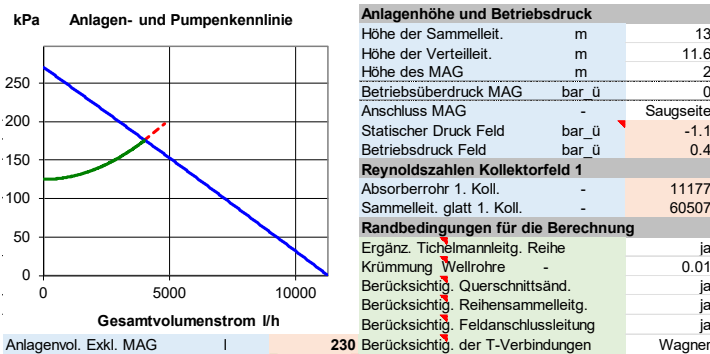 kPa Anlagen- und Pumpenkennlinie
250
200
150
100
50
0
0 5000 10000
Gesamtvolumenstrom l/h
Anlagenvol. Exkl. MAG l 230
Anlagenhöhe und Betriebsdruck
Höhe der Sammelleit. m 13
Höhe der Verteilleit. m 11.6
Höhe des MAG m 2
Betriebsüberdruck MAG bar_ü 0
Anschluss MAG - Saugseite
Statischer Druck Feld bar_ü -1.1
Betriebsdruck Feld bar_ü 0.4
Reynoldszahlen Kollektorfeld 1
Absorberrohr 1. Koll. - 11177
Sammelleit. glatt 1. Koll. - 60507
Randbedingungen für die Berechnung
Ergänz. Tichelmannleitg. Reihe ja
Krümmung Wellrohre - 0.01
Berücksichtig. Querschnittsänd. ja
Berücksichtig. Reihensammelleitg. ja
Berücksichtig. Feldanschlussleitung ja
Berücksichtig. der T-Verbindungen Wagner